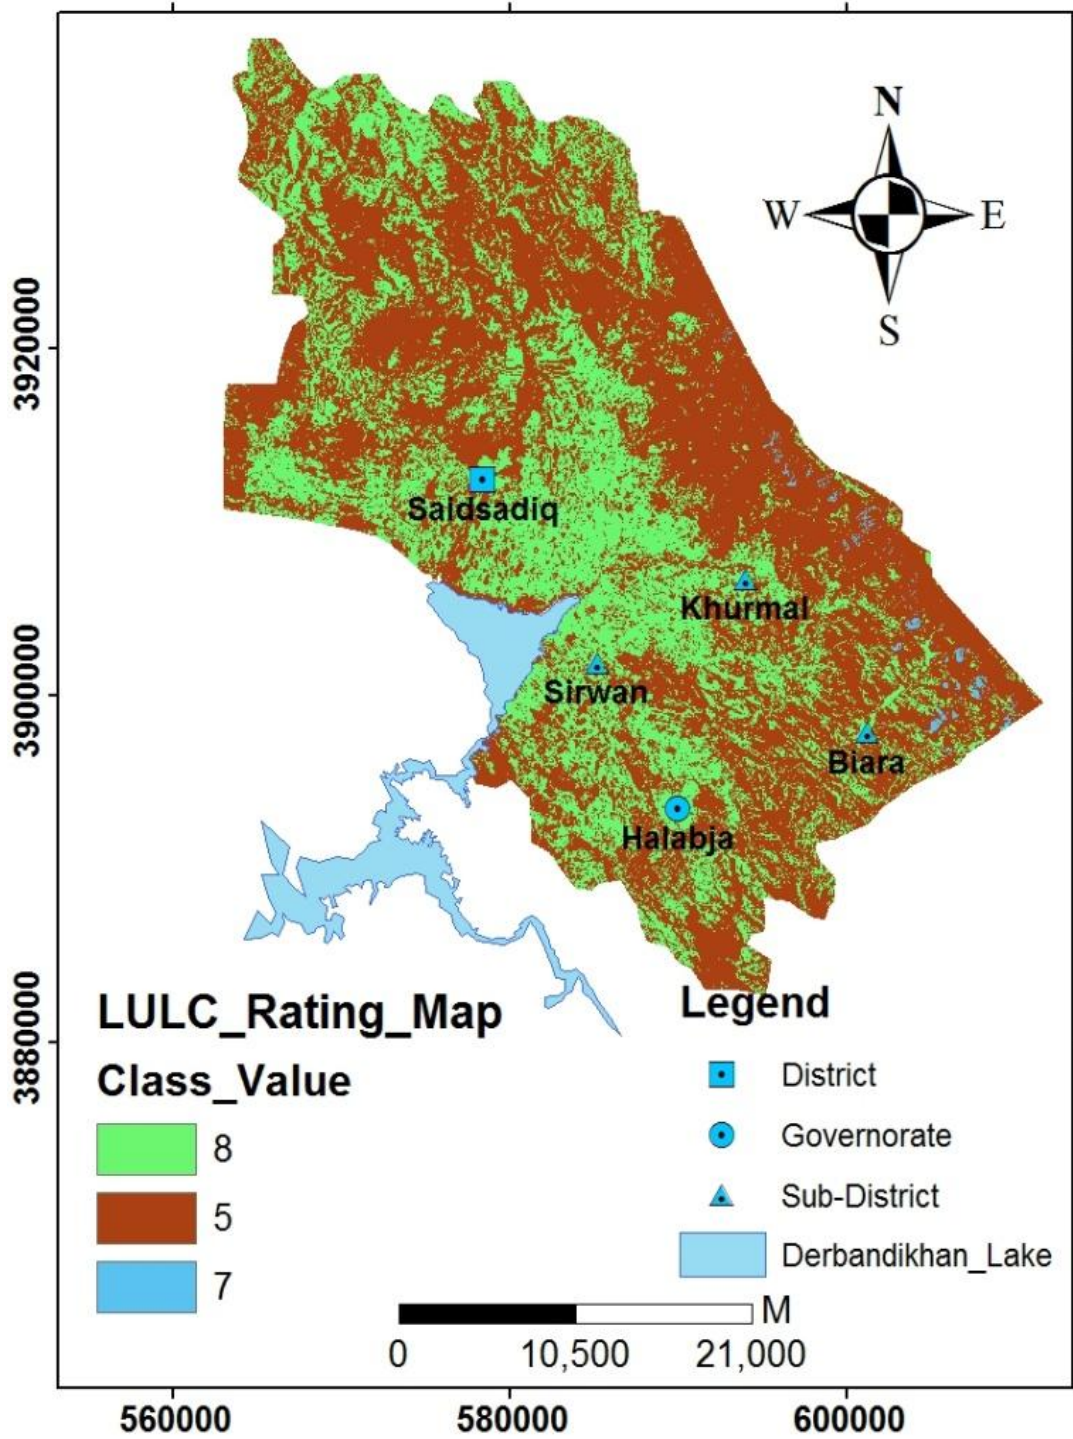 N
W
E
S
3920000
3900000
3880000
Saidsadiq
Khurmal
Sirwan
Biara
Halabja
LULC_Rating_Map
Class_Value
8
5
7
Legend
District
Governorate
Sub-District
Derbandikhan_Lake
M
0 10,500 21,000
560000 580000 600000